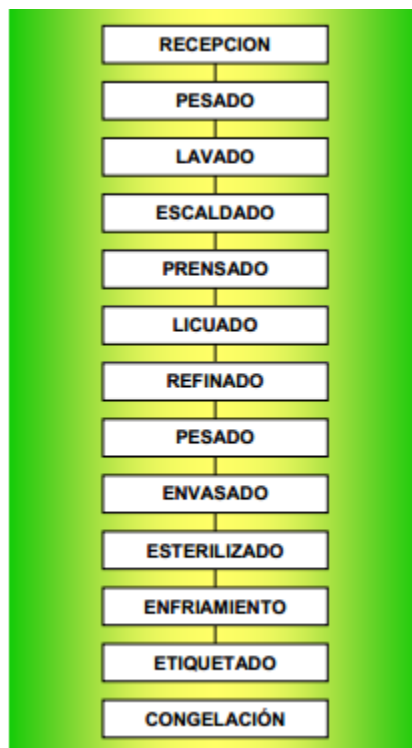 RECEPCION
PESADO
LAVADO
ESCALDADO
PRENSADO
LICUADO
REFINADO
PESADO
ENVASADO
ESTERILIZADO
ENFRIAMIENTO
ETIQUETADO
CONGELACIÓN